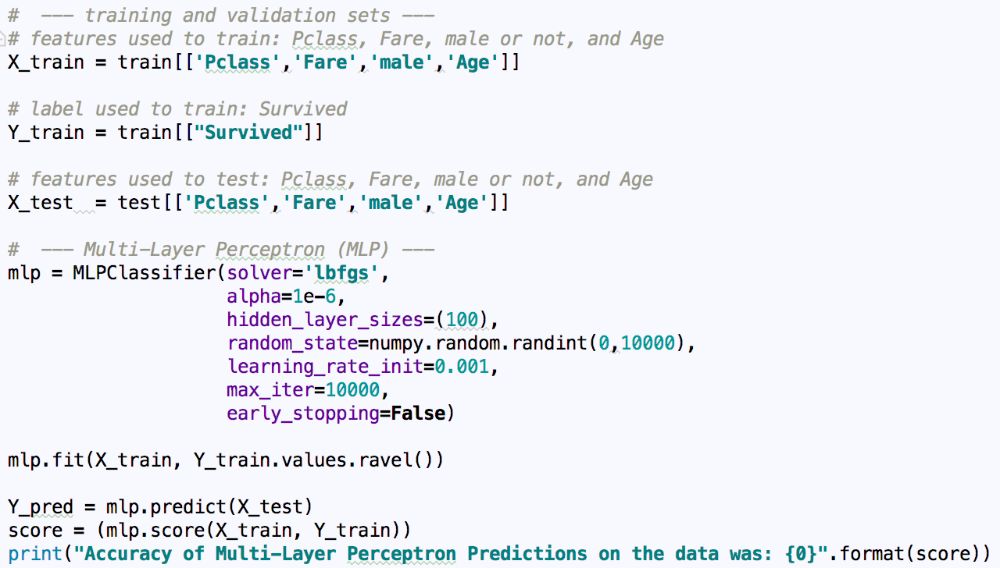 #  --- training and validation sets ---
# features used to train: Pclass, Fare, male or not, and Age
X_train = train[['Pclass','Fare','male','Age']]
# label used to train: Survived
Y_train = train[["Survived"]]
# features used to test: Pclass, Fare, male or not, and Age
X_test  = test[['Pclass','Fare','male','Age']]
#  --- Multi-Layer Perceptron (MLP) ---
mlp = MLPClassifier(solver='lbfgs',
                    alpha=1e-6,
                    hidden_layer_sizes=(100),
                    random_state=numpy.random.randint(0,10000),
                    learning_rate_init=0.001,
                    max_iter=10000,
                    early_stopping=False)
mlp.fit(X_train, Y_train.values.ravel())
Y_pred = mlp.predict(X_test)
score = (mlp.score(X_train, Y_train))
print("Accuracy of Multi-Layer Perceptron Predictions on the data was: {0}".format(score))